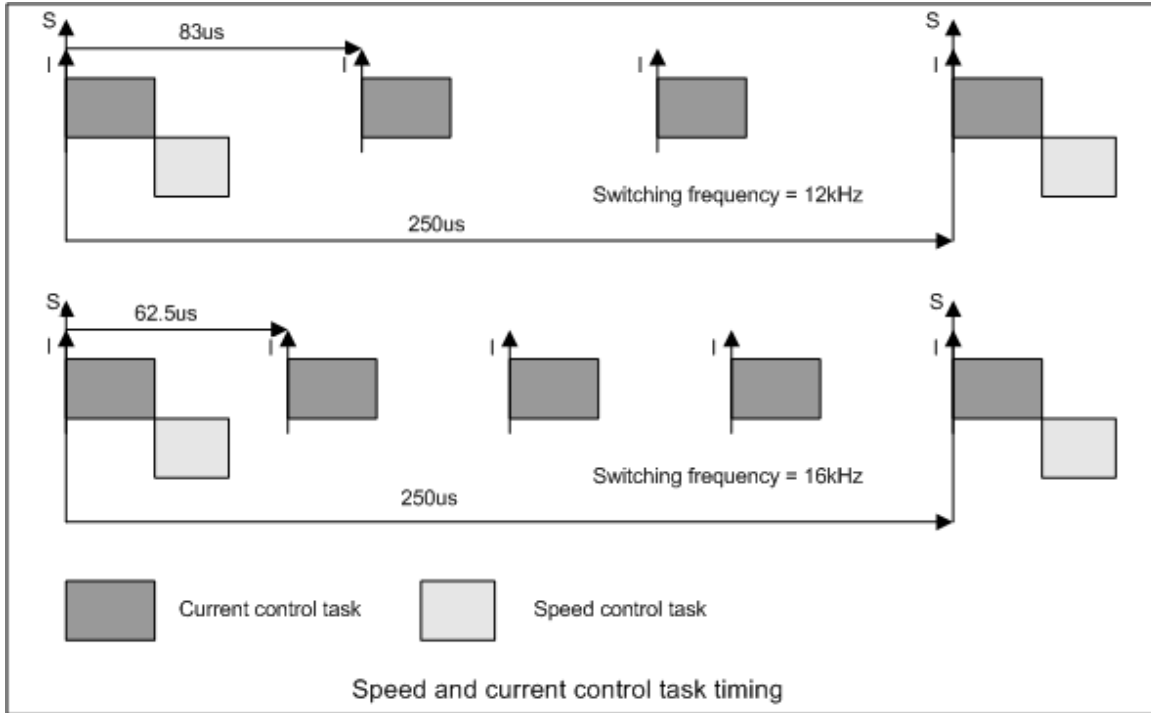 S
83us
I
I
I
S
I
Switching frequency = 12kHz
250us
S
62.5us
I
I
I
I
S
I
Switching frequency = 16kHz
250us
Current control task
Speed control task
Speed and current control task timing